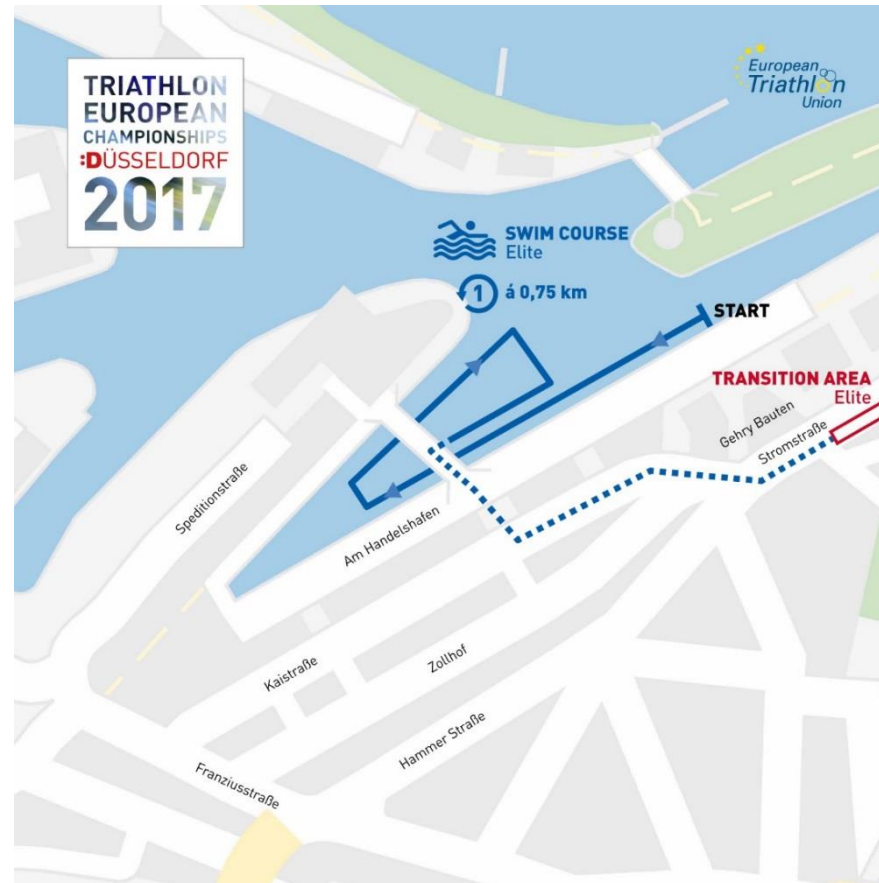 TRIATHLON
EUROPEAN
CHAMPIONSHIPS
:DÜSSELDORF
2017
European
Triathlon
Union
SWIM COURSE
Elite
1 á 0,75 km
START
TRANSITION AREA
Elite
Gehry Bauten
Stromstraße
Speditionstraße
Am Handelshafen
Kaistraße
Zollhof
Hammer Straße
Franziusstraße